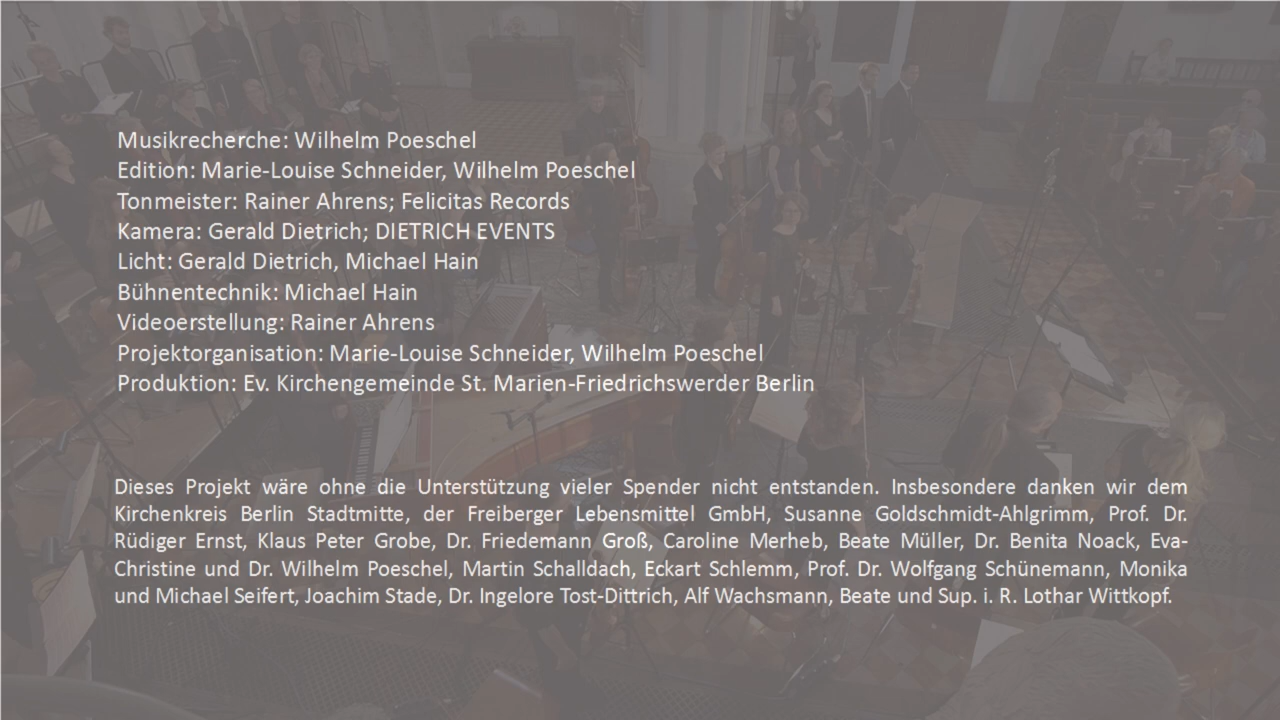 Musikrecherche: Wilhelm Poeschel
Edition: Marie-Louise Schneider, Wilhelm Poeschel
Tonmeister: Rainer Ahrens; Felicitas Records
Kamera: Gerald Dietrich; DIETRICH EVENTS
Licht: Gerald Dietrich, Michael Hain
Bühnentechnik: Michael Hain
Videoerstellung: Rainer Ahrens
Projektorganisation: Marie-Louise Schneider, Wilhelm Poeschel
Produktion: Ev. Kirchengemeinde St. Marien-Friedrichswerder Berlin
Dieses Projekt wäre ohne die Unterstützung vieler Spender nicht entstanden. Insbesondere danken wir dem
Kirchenkreis Berlin Stadtmitte, der Freiberger Lebensmittel GmbH, Susanne Goldschmidt-Ahlgrimm, Prof. Dr.
Rüdiger Ernst, Klaus Peter Grobe, Dr. Friedemann Groß, Caroline Merheb, Beate Müller, Dr. Benita Noack, Eva-
Christine und Dr. Wilhelm Poeschel, Martin Schalldach, Eckart Schlemm, Prof. Dr. Wolfgang Schünemann, Monika
und Michael Seifert, Joachim Stade, Dr. Ingelore Tost-Dittrich, Alf Wachsmann, Beate und Sup. i. R. Lothar Wittkopf.